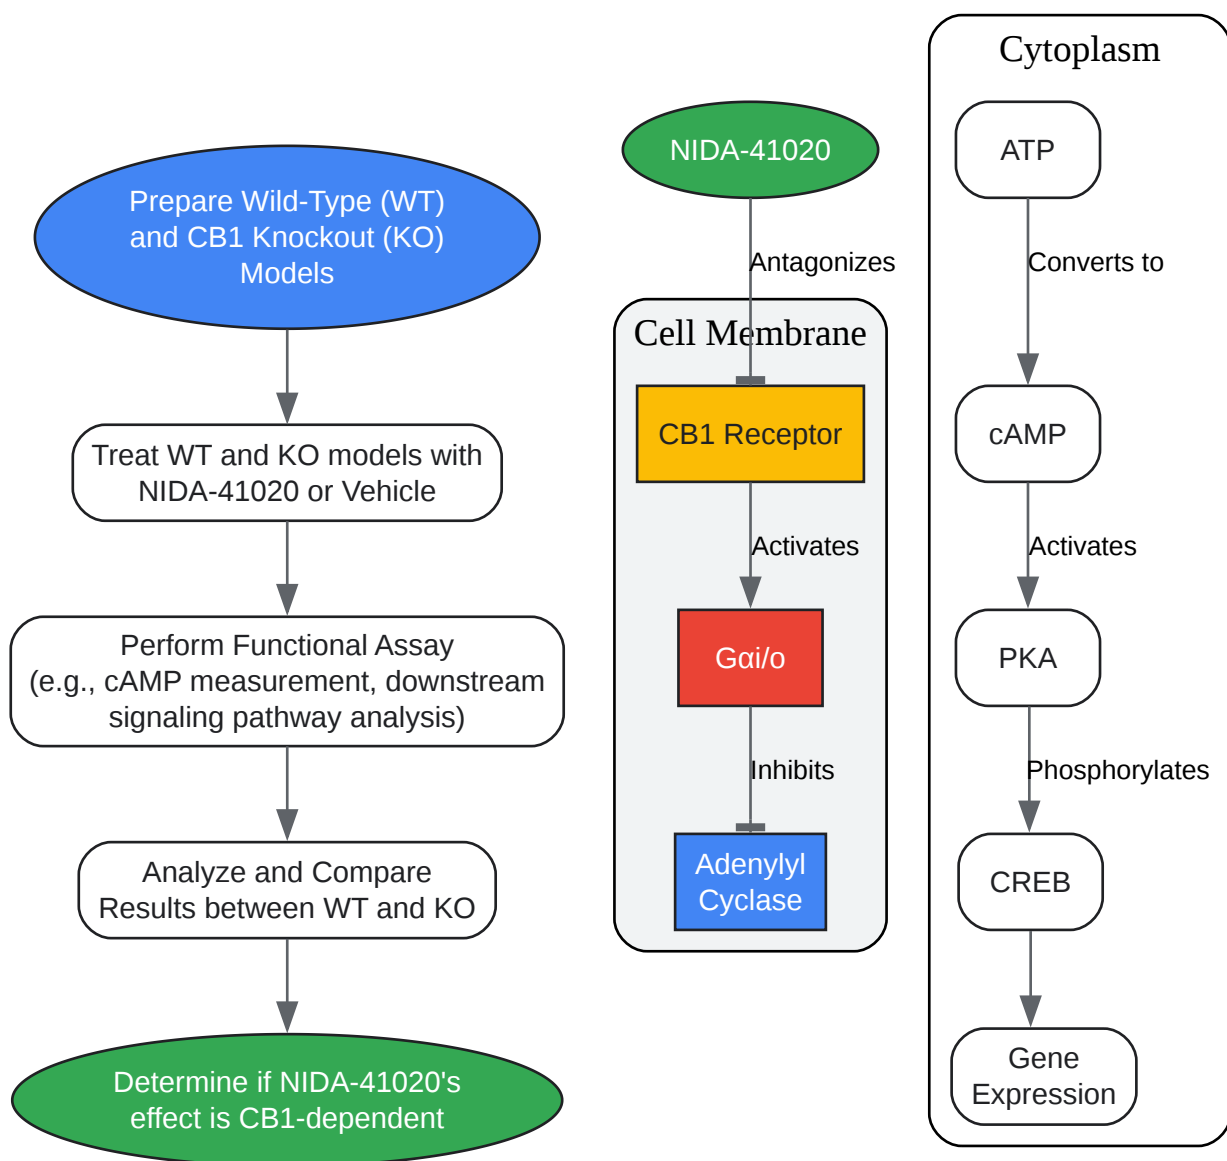 Prepare Wild-Type (WT)
and CB1 Knockout (KO)
Models
Treat WT and KO models with
NIDA-41020 or Vehicle
Perform Functional Assay
(e.g., cAMP measurement, downstream
signaling pathway analysis)
Analyze and Compare
Results between WT and KO
Determine if NIDA-41020's
effect is CB1-dependent
NIDA-41020
Antagonizes
Cell Membrane
CB1 Receptor
Activates
Gαi/o
Inhibits
Adenylyl
Cyclase
Cytoplasm
ATP
Converts to
cAMP
Activates
PKA
Phosphorylates
CREB
Gene
Expression